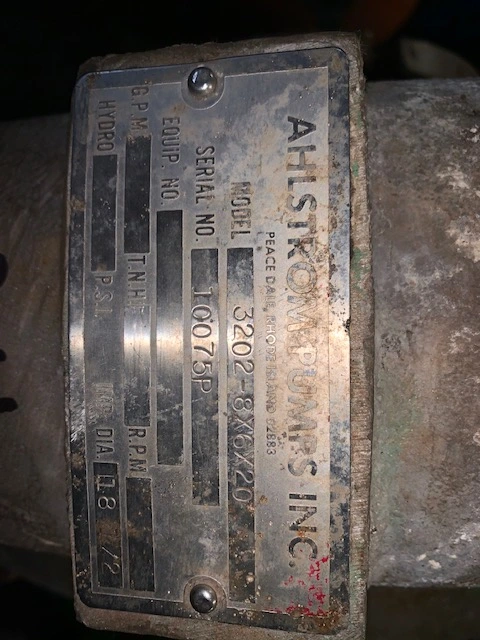 AHLSTROM PUMPS INC.
PEACE DALE, RHODE ISLAND 02883
MODEL 3202-8X6X20
SERIAL NO. 10075P
EQUIP. NO.
G.P.M. T.N.H. R.P.M.
HYDRO P.S.I. IMP. DIA. 18 /2